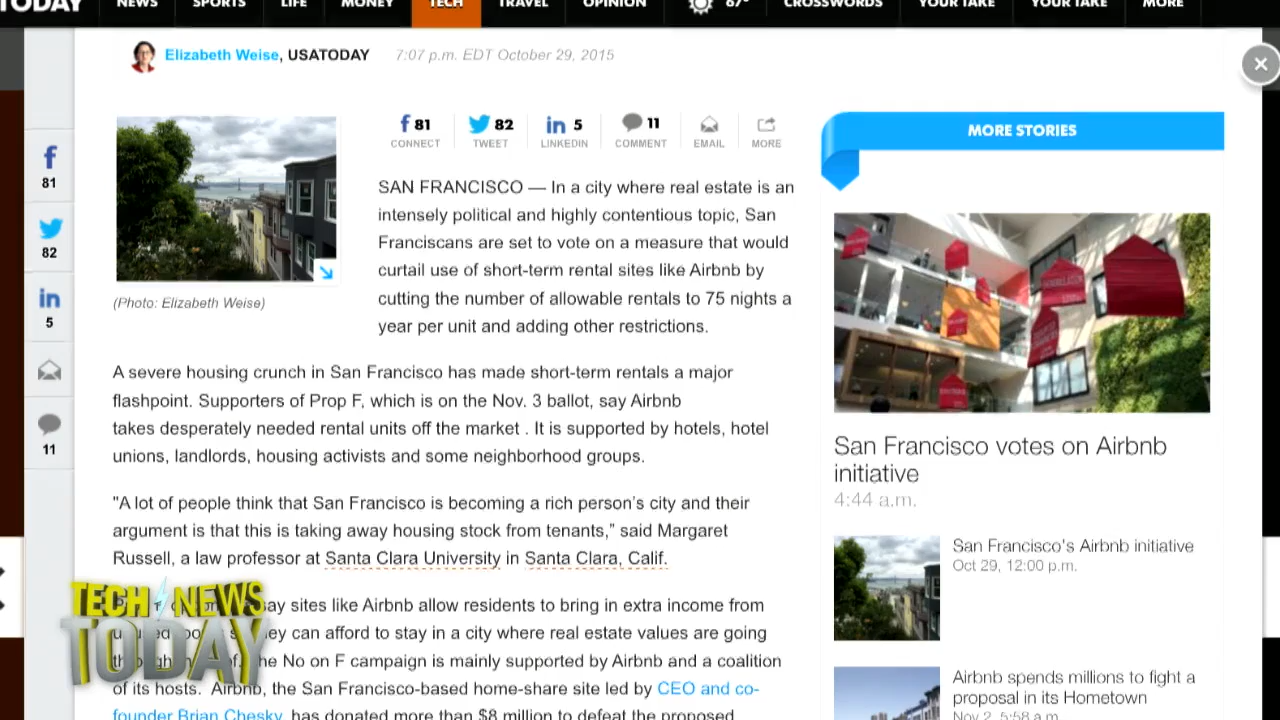 TODAY NEWS SPORTS LIFE MONEY TECH TRAVEL OPINION 67° CROSSWORDS YOUR TAKE YOUR TAKE MORE
Elizabeth Weise, USATODAY 7:07 p.m. EDT October 29, 2015
81
82
5
11
81 CONNECT
82 TWEET
5 LINKEDIN
11 COMMENT
EMAIL
MORE
(Photo: Elizabeth Weise)
SAN FRANCISCO — In a city where real estate is an
intensely political and highly contentious topic, San
Franciscans are set to vote on a measure that would
curtail use of short-term rental sites like Airbnb by
cutting the number of allowable rentals to 75 nights a
year per unit and adding other restrictions.
A severe housing crunch in San Francisco has made short-term rentals a major
flashpoint. Supporters of Prop F, which is on the Nov. 3 ballot, say Airbnb
takes desperately needed rental units off the market . It is supported by hotels, hotel
unions, landlords, housing activists and some neighborhood groups.
"A lot of people think that San Francisco is becoming a rich person's city and their
argument is that this is taking away housing stock from tenants,” said Margaret
Russell, a law professor at Santa Clara University in Santa Clara, Calif.
say sites like Airbnb allow residents to bring in extra income from
they can afford to stay in a city where real estate values are going
The No on F campaign is mainly supported by Airbnb and a coalition
of its hosts. Airbnb, the San Francisco-based home-share site led by CEO and co-
founder Brian Chesky, has donated more than $8 million to defeat the proposed
TECH NEWS
TODAY
MORE STORIES
San Francisco votes on Airbnb
initiative
4:44 a.m.
San Francisco's Airbnb initiative
Oct 29, 12:00 p.m.
Airbnb spends millions to fight a
proposal in its Hometown
Nov 2, 5:58 a.m.